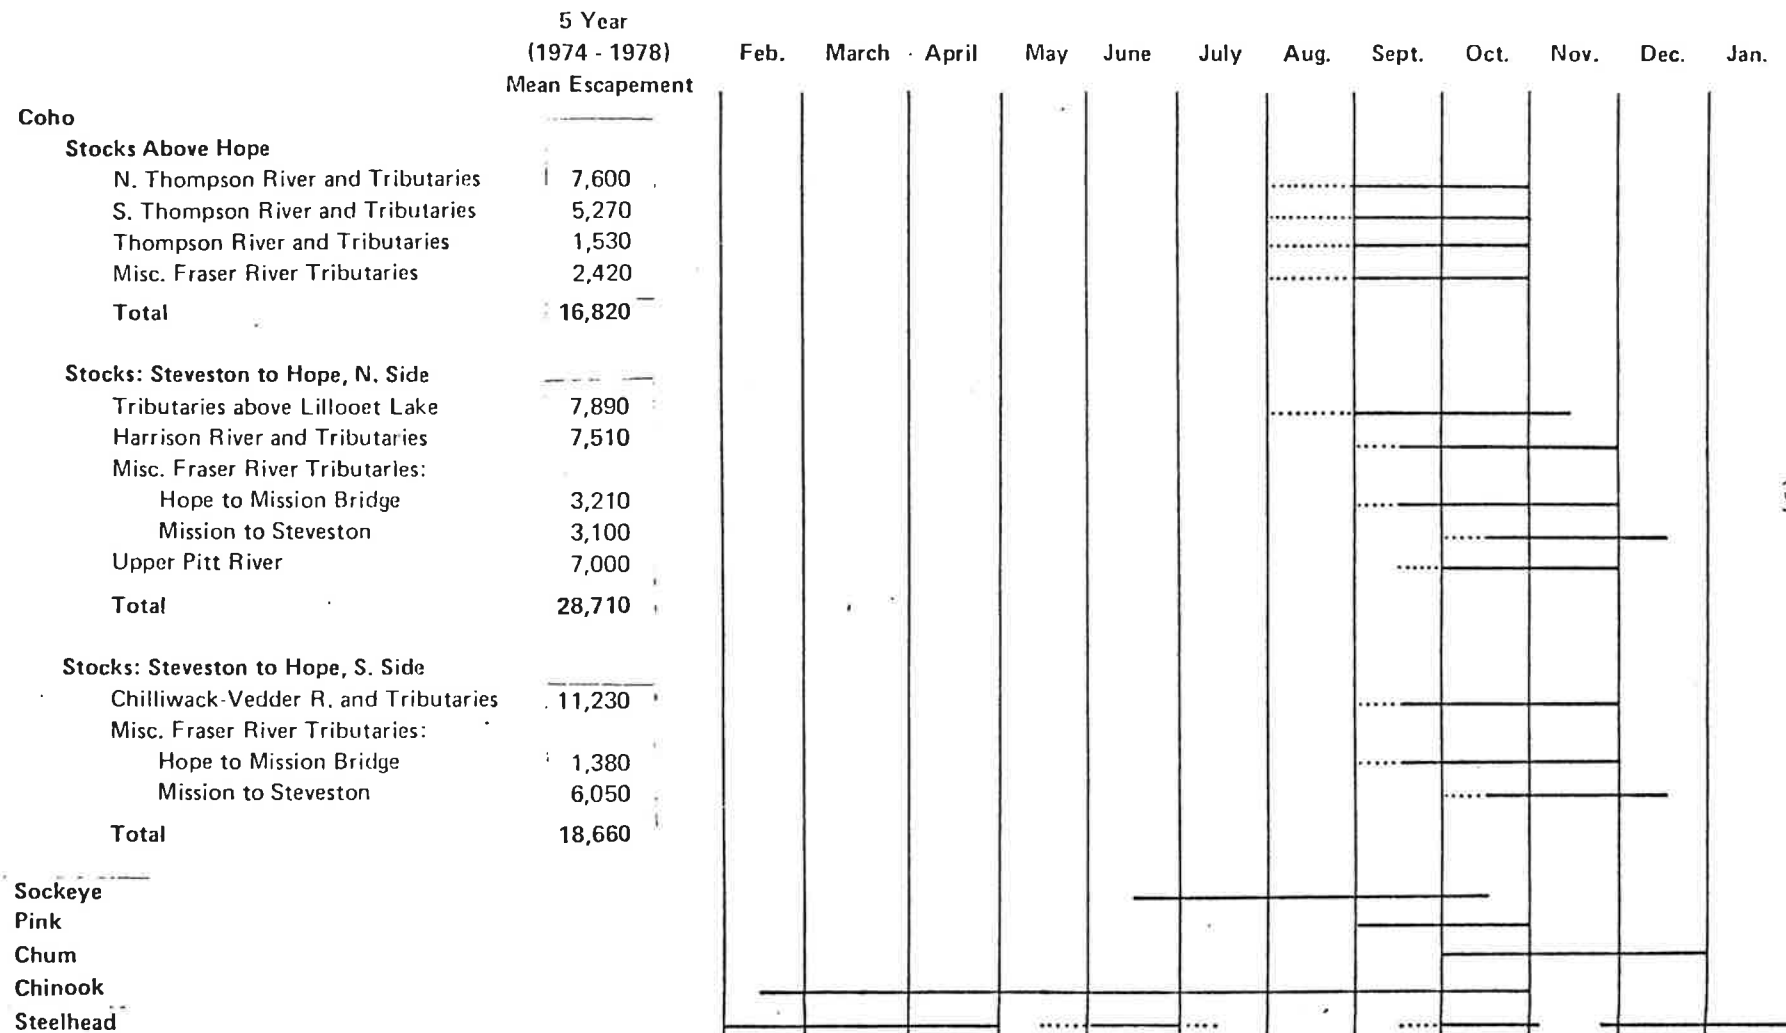 5 Year
(1974 - 1978) Feb. March April May June July Aug. Sept. Oct. Nov. Dec. Jan.
Mean Escapement
Coho
Stocks Above Hope
N. Thompson River and Tributaries 7,600
S. Thompson River and Tributaries 5,270
Thompson River and Tributaries 1,530
Misc. Fraser River Tributaries 2,420
Total 16,820
Stocks: Steveston to Hope, N. Side
Tributaries above Lillooet Lake 7,890
Harrison River and Tributaries 7,510
Misc. Fraser River Tributaries:
Hope to Mission Bridge 3,210
Mission to Steveston 3,100
Upper Pitt River 7,000
Total 28,710
Stocks: Steveston to Hope, S. Side
Chilliwack-Vedder R. and Tributaries 11,230
Misc. Fraser River Tributaries:
Hope to Mission Bridge 1,380
Mission to Steveston 6,050
Total 18,660
Sockeye
Pink
Chum
Chinook
Steelhead